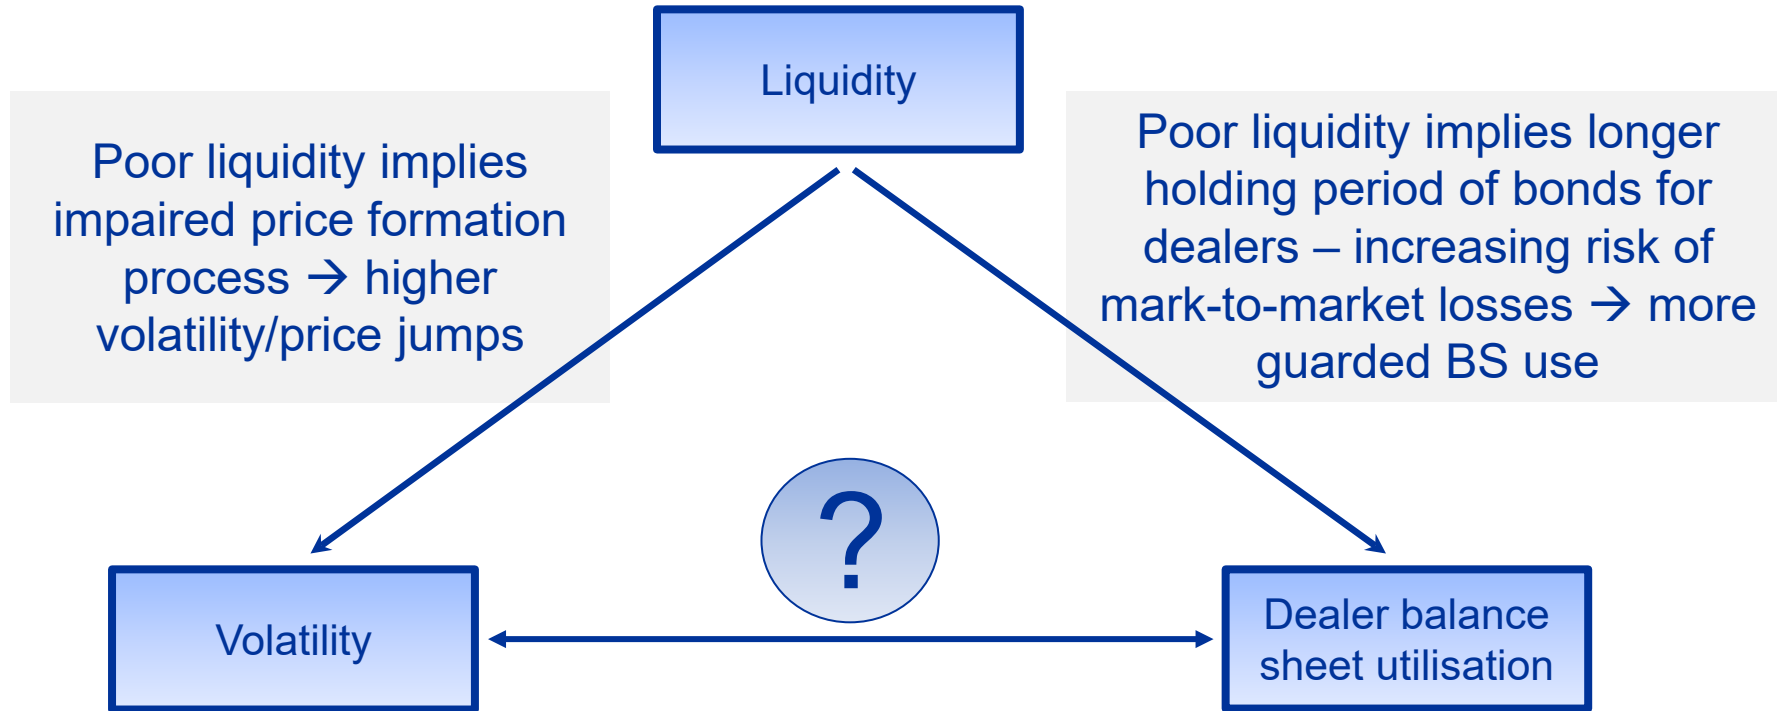 Liquidity
Poor liquidity implies
impaired price formation
process → higher
volatility/price jumps
Poor liquidity implies longer
holding period of bonds for
dealers – increasing risk of
mark-to-market losses → more
guarded BS use
?
Volatility
Dealer balance
sheet utilisation